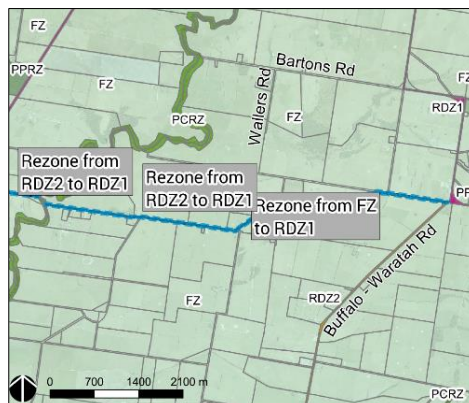 FZ
FZ
Bartons Rd
PPRZ
FZ
RDZ1
PCRZ
Wallers Rd
FZ
Rezone from
RDZ2 to RDZ1
Rezone from
RDZ2 to RDZ1
Rezone from FZ
to RDZ1
FZ
RDZ2
Buffalo - Waratah Rd
PCRZ
0 700 1400 2100 m